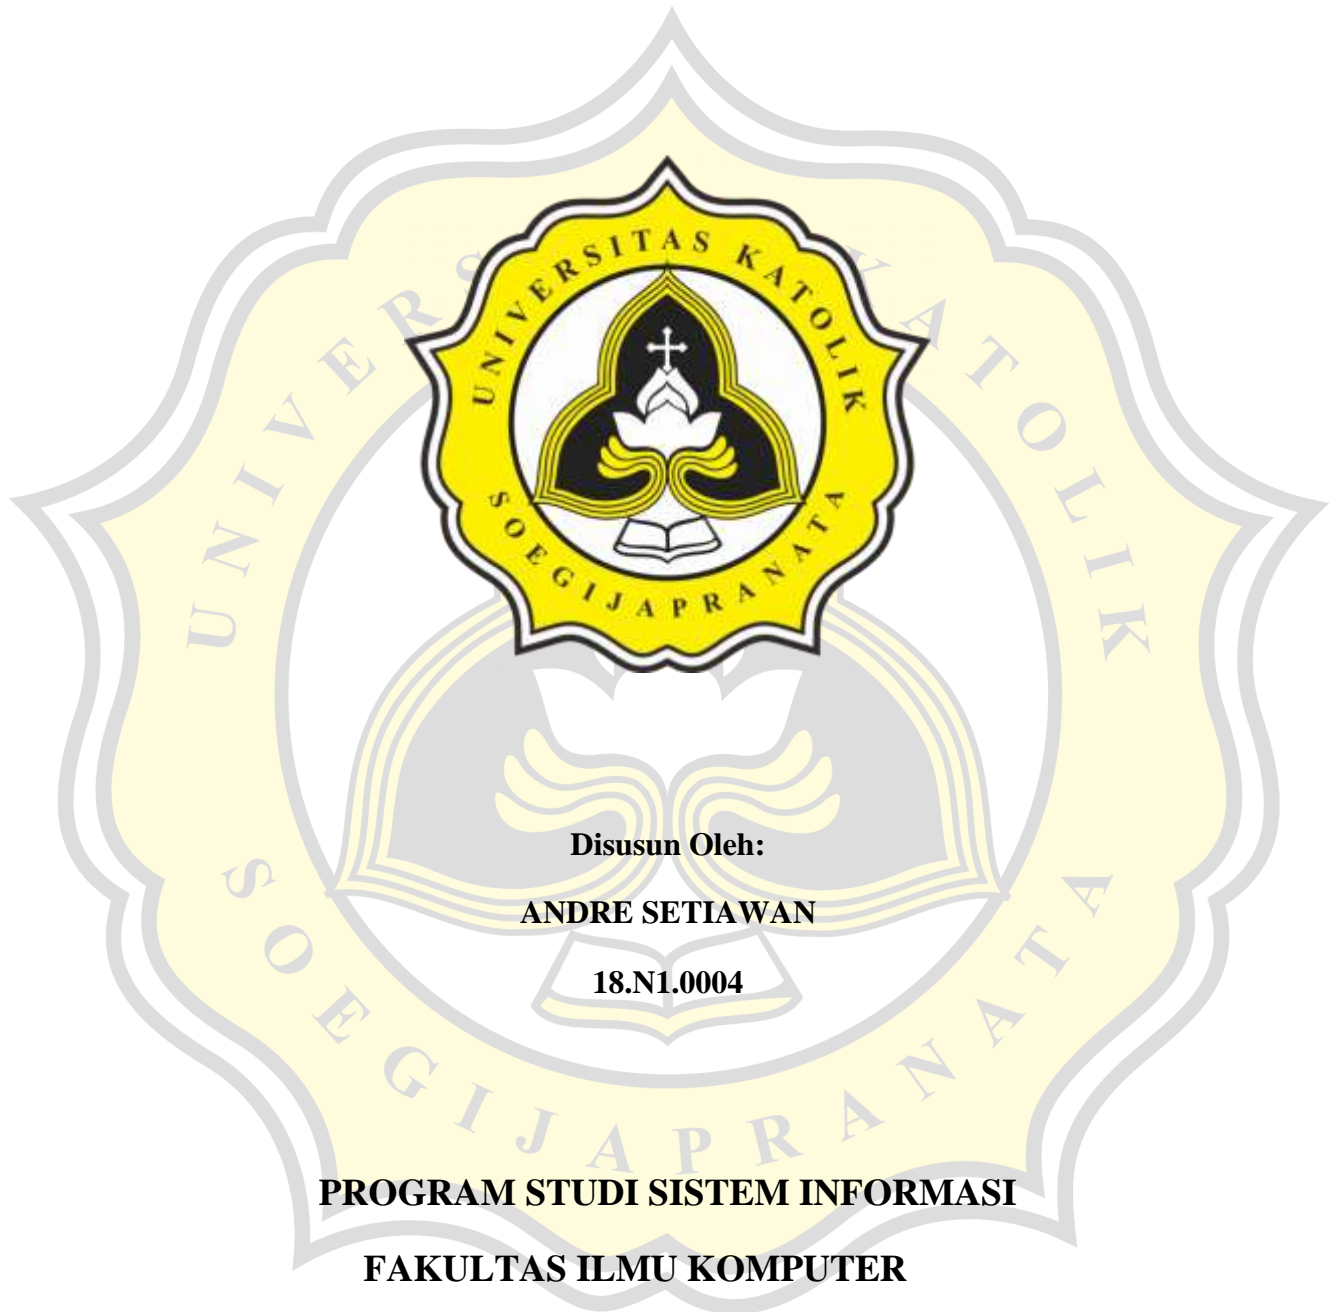 UNIVERSITAS KATOLIK
SOEGIJAPRANATA
Disusun Oleh:
ANDRE SETIAWAN
18.N1.0004
PROGRAM STUDI SISTEM INFORMASI
FAKULTAS ILMU KOMPUTER